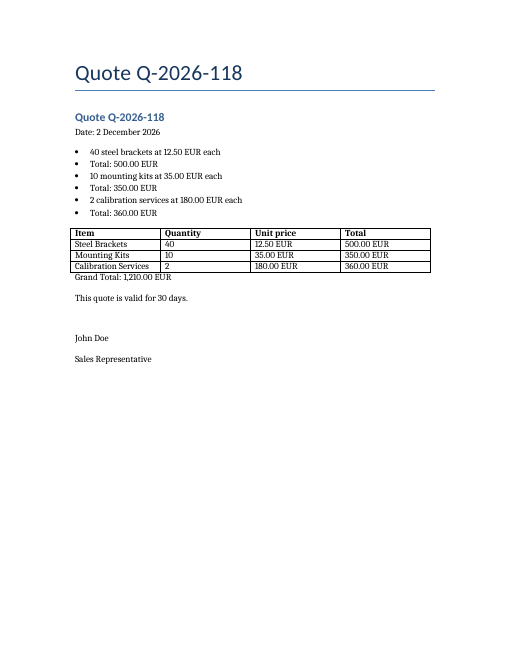 Quote Q-2026-118
Quote Q-2026-118
Date: 2 December 2026
• 40 steel brackets at 12.50 EUR each
• Total: 500.00 EUR
• 10 mounting kits at 35.00 EUR each
• Total: 350.00 EUR
• 2 calibration services at 180.00 EUR each
• Total: 360.00 EUR
Item Quantity Unit price Total
Steel Brackets 40 12.50 EUR 500.00 EUR
Mounting Kits 10 35.00 EUR 350.00 EUR
Calibration Services 2 180.00 EUR 360.00 EUR
Grand Total: 1,210.00 EUR
This quote is valid for 30 days.
John Doe
Sales Representative